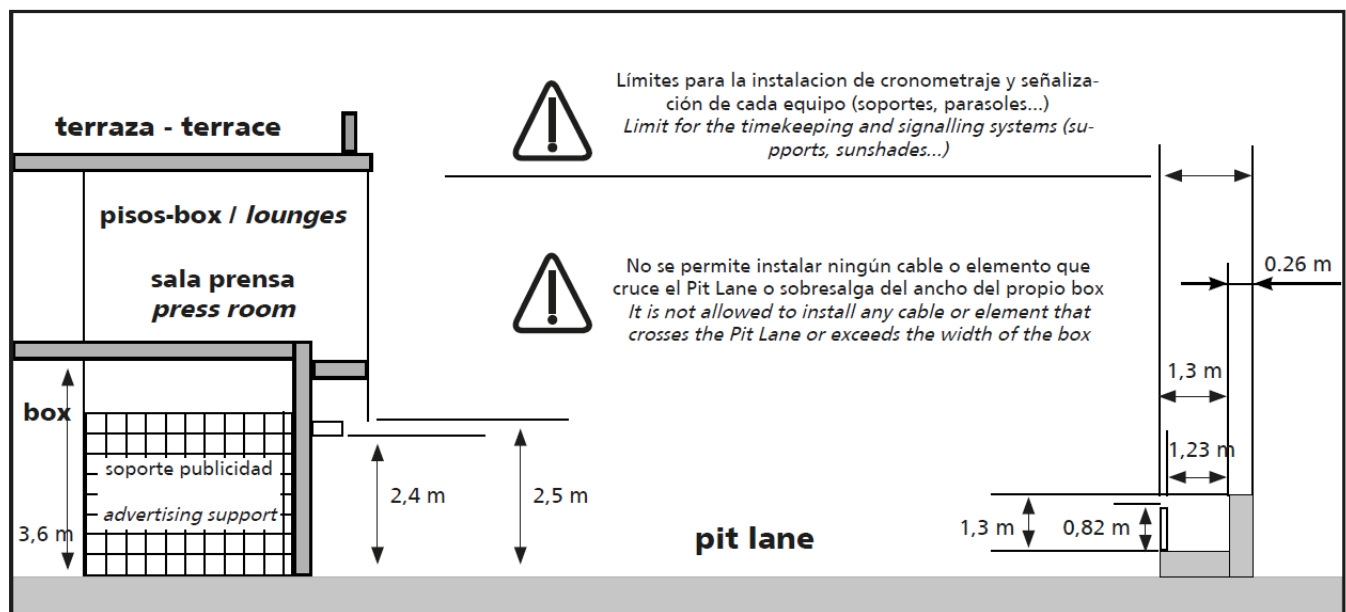 terraza - terrace
pisos-box / lounges
sala prensa
press room
box
soporte publicidad
advertising support
3,6 m
2,4 m
2,5 m
Límites para la instalacion de cronometraje y señaliza-
ción de cada equipo (soportes, parasoles...)
Limit for the timekeeping and signalling systems (su-
pports, sunshades...)
No se permite instalar ningún cable o elemento que
cruce el Pit Lane o sobresalga del ancho del propio box
It is not allowed to install any cable or element that
crosses the Pit Lane or exceeds the width of the box
pit lane
0.26 m
1,3 m
1,23 m
1,3 m
0,82 m